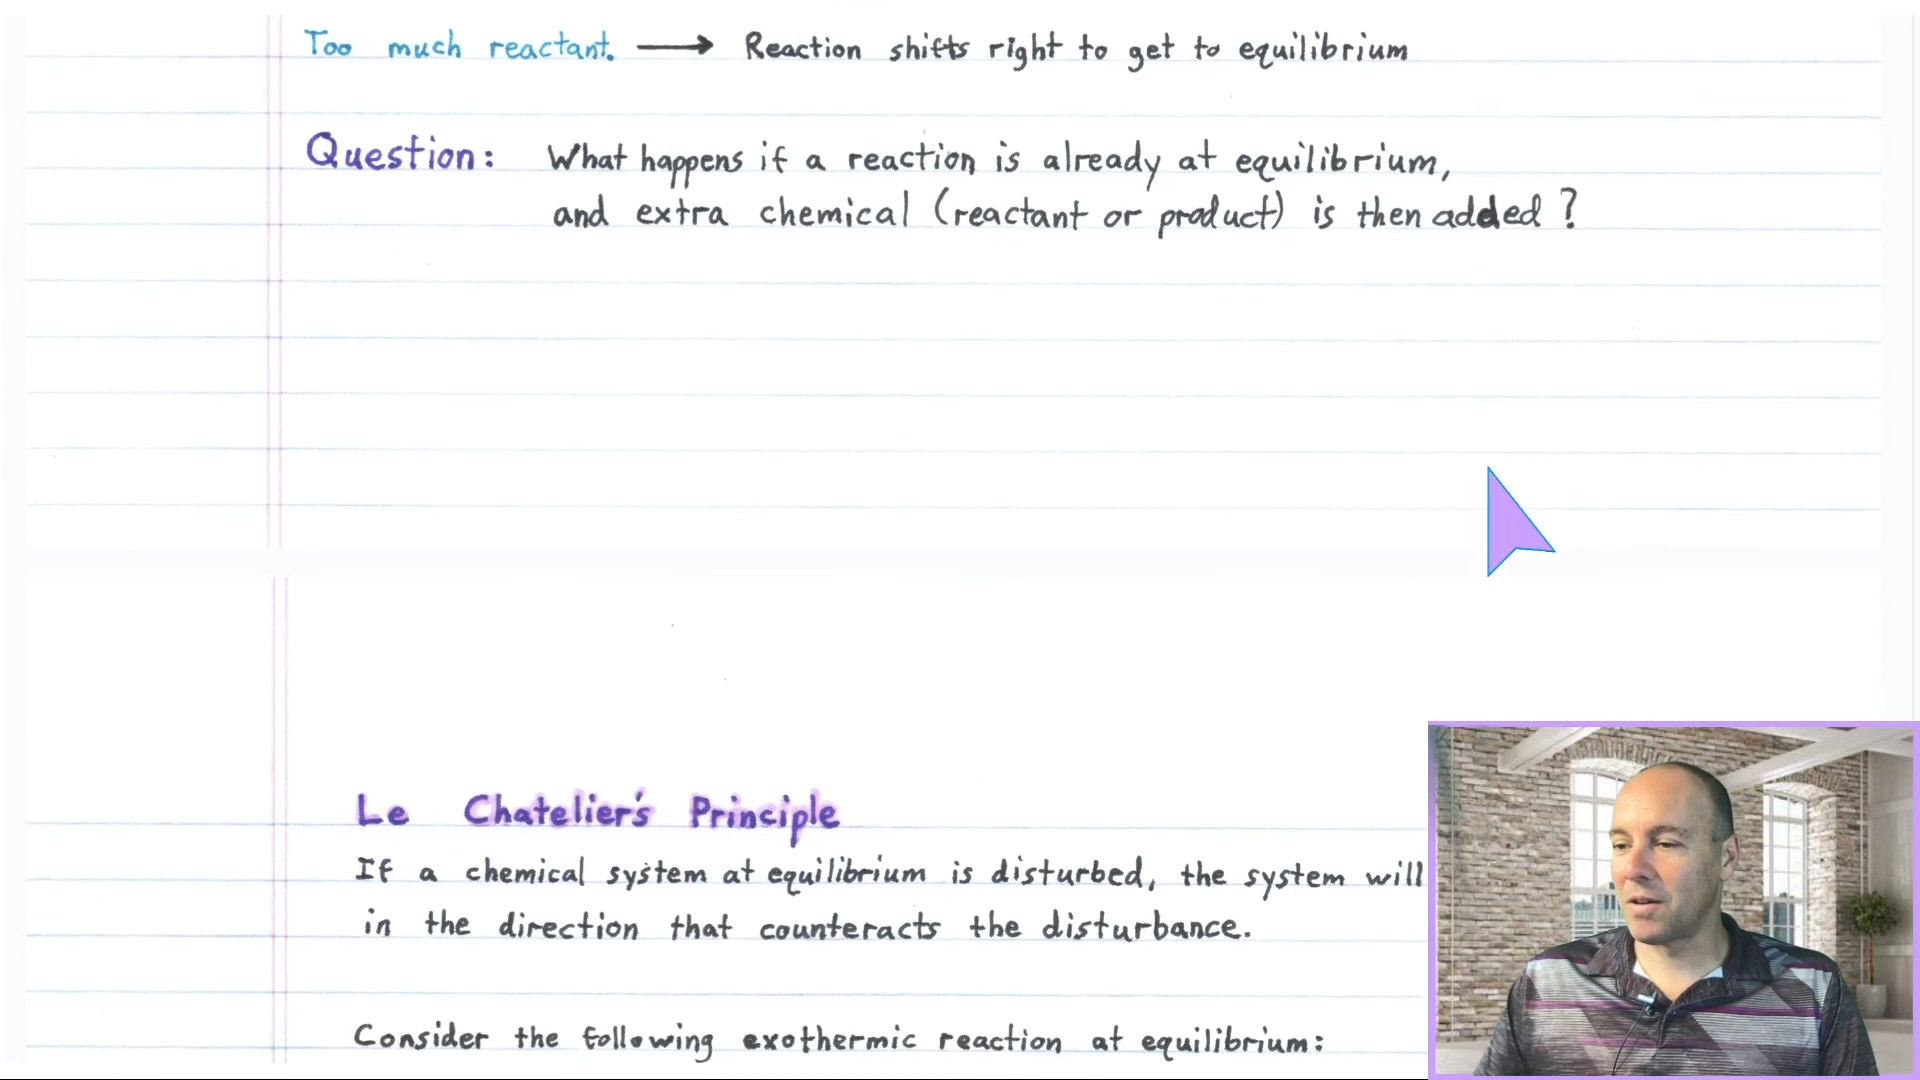 Too much reactant. → Reaction shifts right to get to equilibrium
Question: What happens if a reaction is already at equilibrium,
and extra chemical (reactant or product) is then added?
Le Chatelier's Principle
If a chemical system at equilibrium is disturbed, the system will
in the direction that counteracts the disturbance.
Consider the following exothermic reaction at equilibrium: